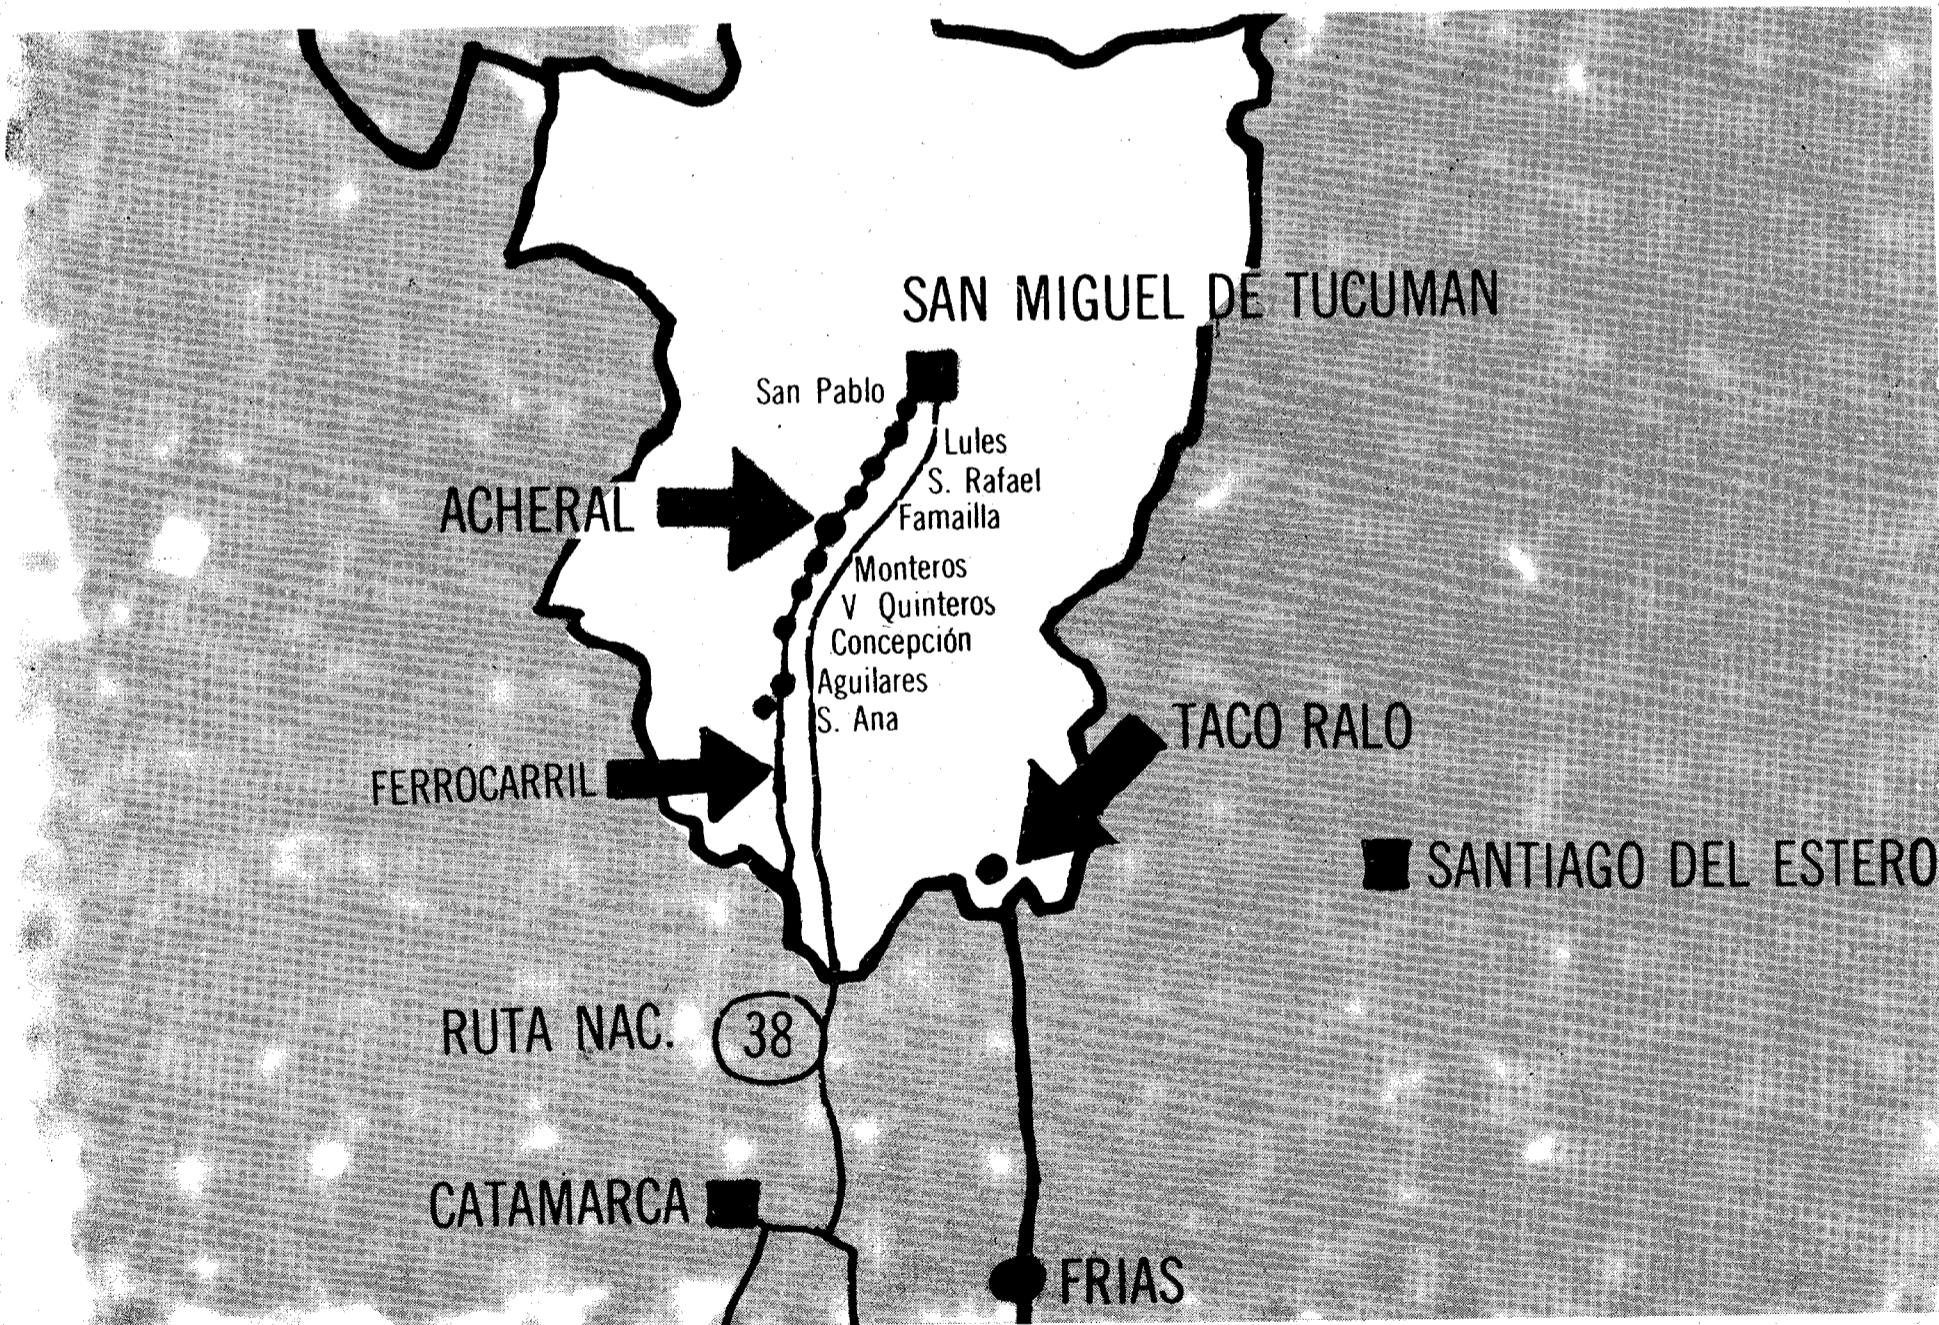 SAN MIGUEL DE TUCUMAN
San Pablo
Lules
S. Rafael
ACHERAL
Famailla
Monteros
V Quinteros
Concepción
Aguilares
S. Ana
TACO RALO
FERROCARRIL
SANTIAGO DEL ESTERO
RUTA NAC. 38
CATAMARCA
FRIAS